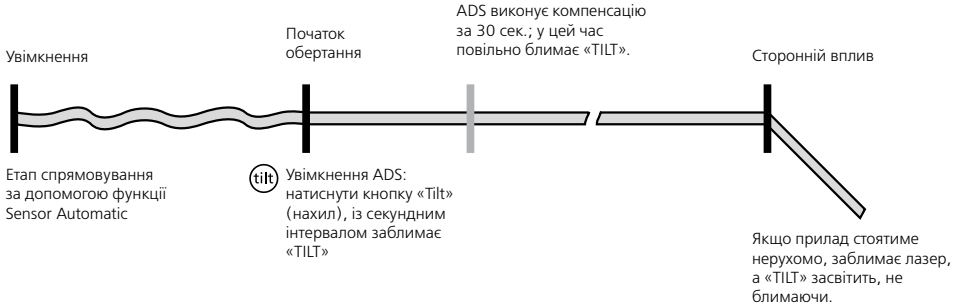 Увімкнення
Початок
обертання
ADS виконує компенсацію
за 30 сек.; у цей час
повільно блимає «TILT».
Сторонній вплив
Етап спрямовування
за допомогою функції
Sensor Automatic
tilt
Увімкнення ADS:
натиснути кнопку «Tilt»
(нахил), із секундним
інтервалом заблимає
«TILT»
Якщо прилад стоятиме
нерухомо, заблимає лазер,
а «TILT» засвітить, не
блимаючи.